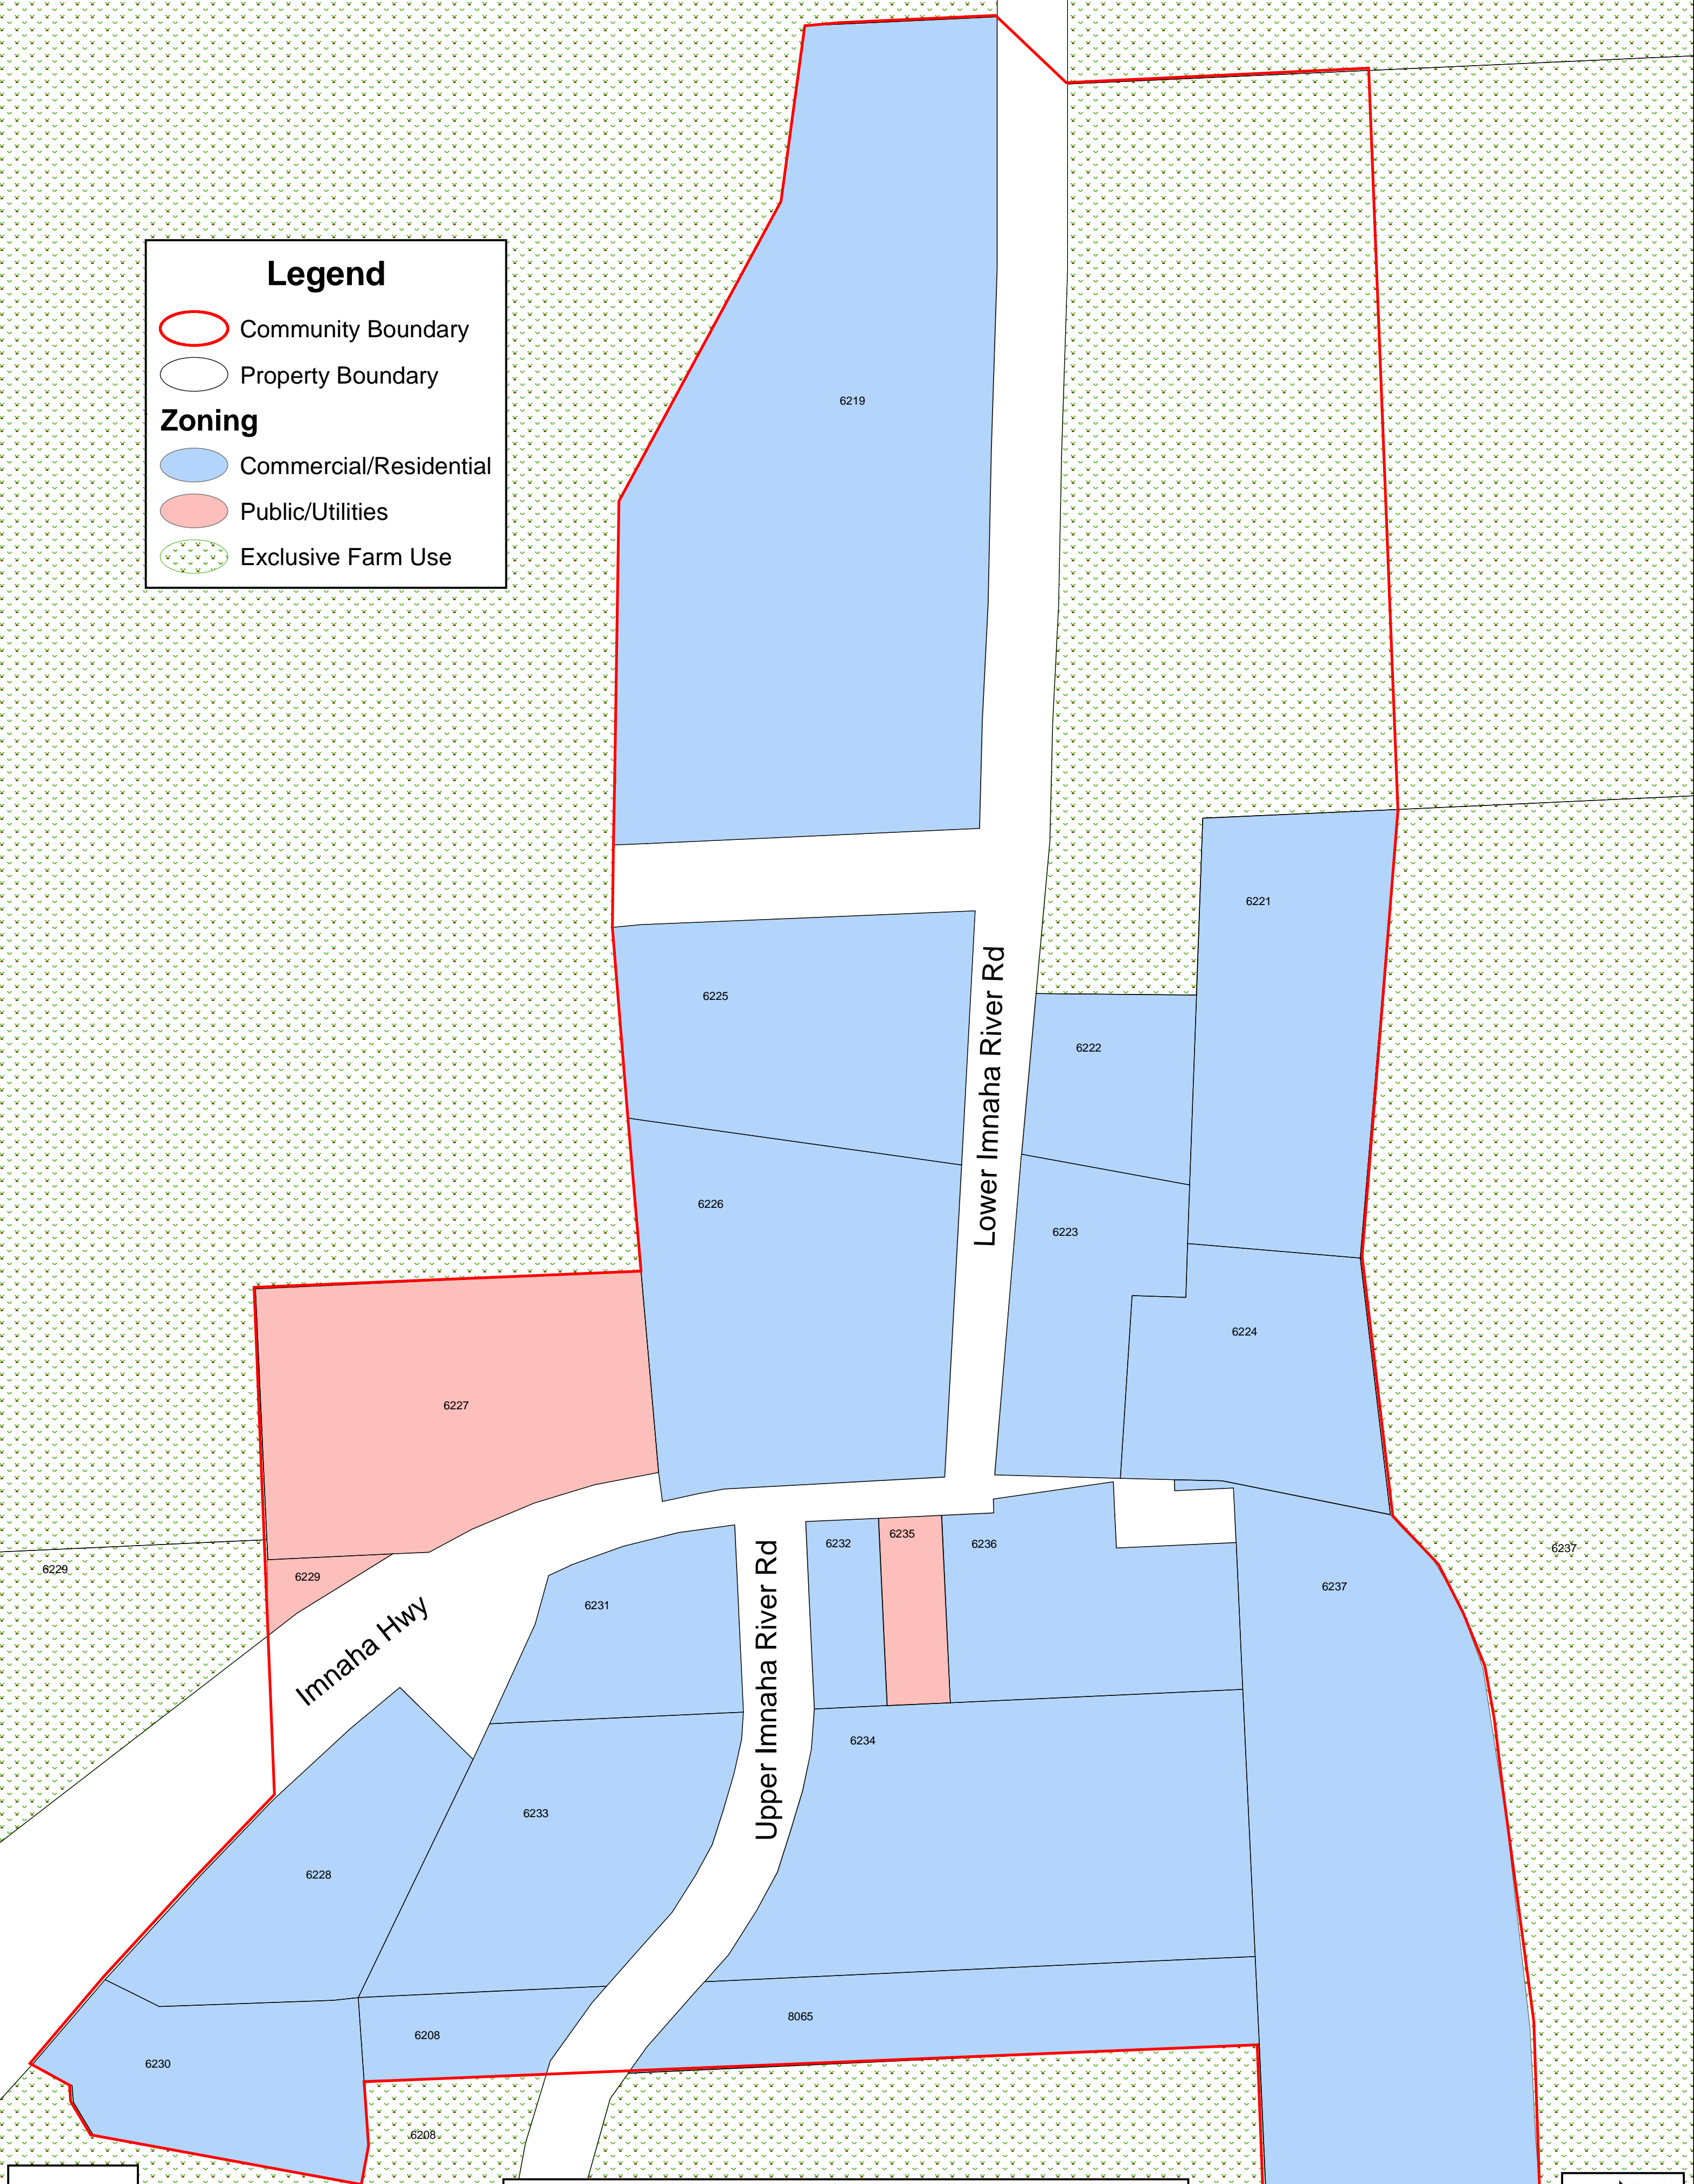 Legend
Community Boundary
Property Boundary
Zoning
Commercial/Residential
Public/Utilities
Exclusive Farm Use
6219
6221
6225
6222
Lower Imnaha River Rd
6226
6223
6224
6227
6235
6232
6236
6237
6229
6229
6237
6231
Imnaha Hwy
Upper Imnaha River Rd
6234
6233
6228
8065
6208
6230
6208